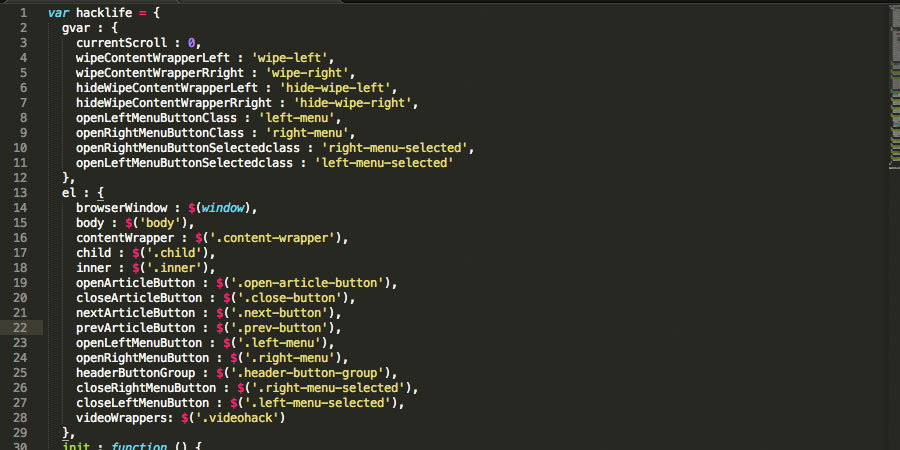 1 var hacklife = {
2 gvar : {
3 currentScroll : 0,
4 wipeContentWrapperLeft : 'wipe-left',
5 wipeContentWrapperRright : 'wipe-right',
6 hideWipeContentWrapperLeft : 'hide-wipe-left',
7 hideWipeContentWrapperRright : 'hide-wipe-right',
8 openLeftMenuButtonClass : 'left-menu',
9 openRightMenuButtonClass : 'right-menu',
10 openRightMenuButtonSelectedclass : 'right-menu-selected',
11 openLeftMenuButtonSelectedclass : 'left-menu-selected'
12 },
13 el : {
14 browserWindow : $(window),
15 body : $('body'),
16 contentWrapper : $('.content-wrapper'),
17 child : $('.child'),
18 inner : $('.inner'),
19 openArticleButton : $('.open-article-button'),
20 closeArticleButton : $('.close-button'),
21 nextArticleButton : $('.next-button'),
22 prevArticleButton : $('.prev-button'),
23 openLeftMenuButton : $('.left-menu'),
24 openRightMenuButton : $('.right-menu'),
25 headerButtonGroup : $('.header-button-group'),
26 closeRightMenuButton : $('.right-menu-selected'),
27 closeLeftMenuButton : $('.left-menu-selected'),
28 videoWrappers: $('.videohack')
29 },
30 init : function () {